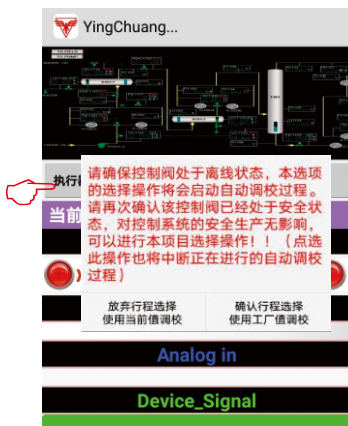 YingChuang...
执行
请确保控制阀处于离线状态，本选项
的选择操作将会启动自动调校过程。
请再次确认该控制阀已经处于安全状
态，对控制系统的安全生产无影响，
可以进行本项目选择操作！！（点选
此操作也将中断正在进行的自动调校
过程）
当前
放弃行程选择
使用当前值调校
确认行程选择
使用工厂值调校
Analog in
Device_Signal